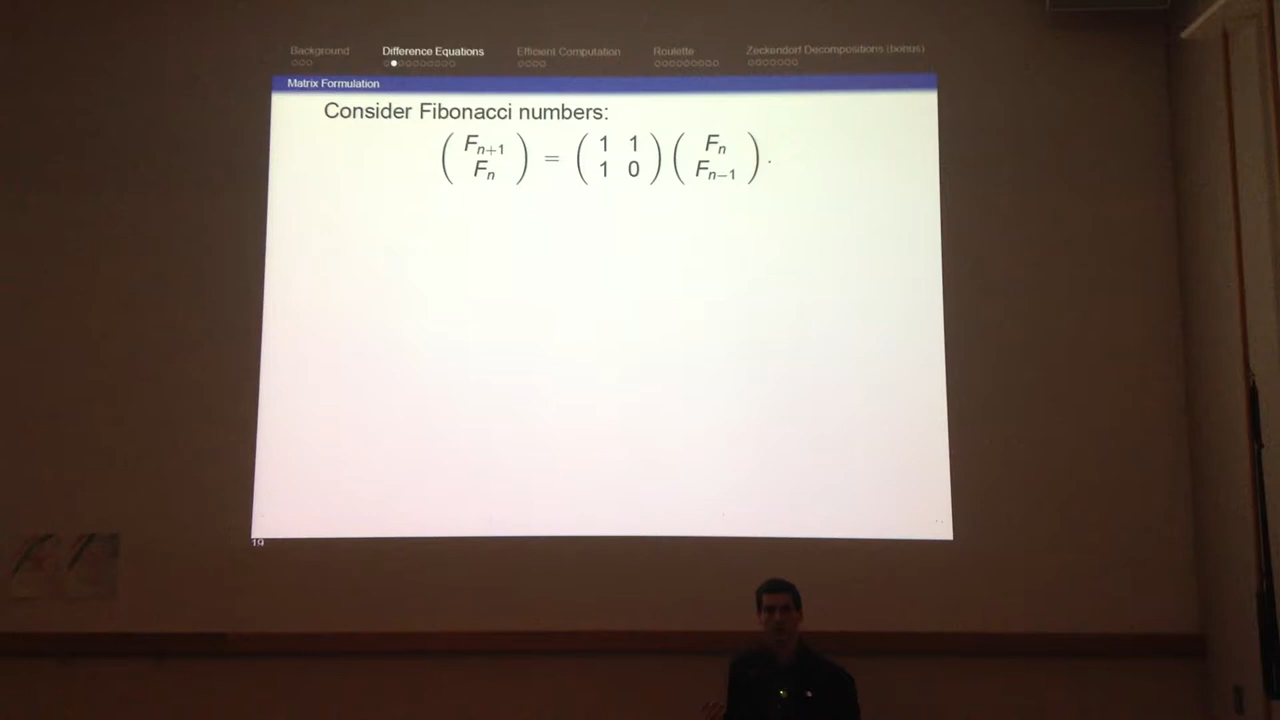 Background Difference Equations Efficient Computation Roulette Zeckendorf Decompositions (bonus)
Matrix Formulation
Consider Fibonacci numbers:
( F_{n+1} ) = ( 1 1 ) ( F_n )
( F_n ) ( 1 0 ) ( F_{n−1} ).
19